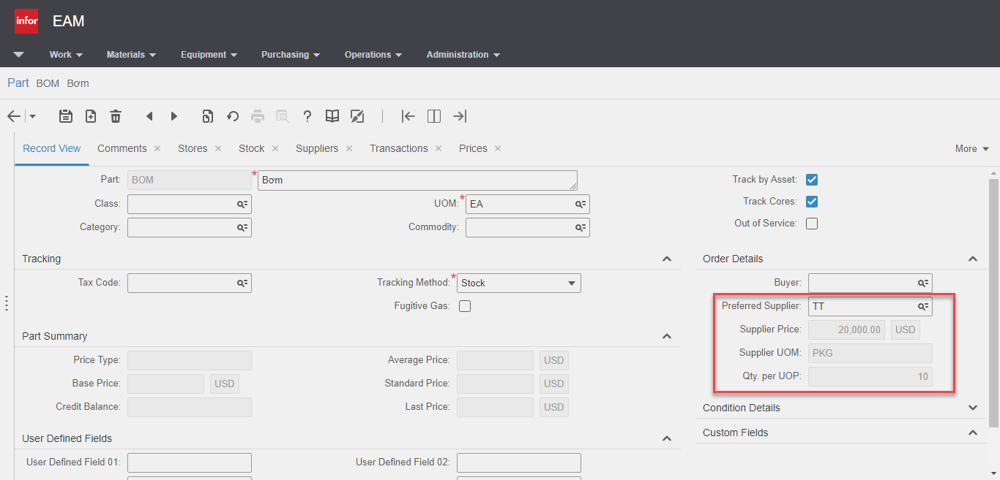 infor EAM
Work Materials Equipment Purchasing Operations Administration
Part BOM Bơm
?
Record View Comments × Stores × Stock × Suppliers × Transactions × Prices × More
Part: BOM * Bơm Track by Asset:
Class: UOM: * EA Track Cores:
Category: Commodity: Out of Service:
Tracking Order Details
Tax Code: Tracking Method: * Stock Buyer:
Fugitive Gas: Preferred Supplier: TT
Supplier Price: 20,000.00 USD
Part Summary
Supplier UOM: PKG
Price Type: Average Price: USD
Qty. per UOP: 10
Base Price: USD Standard Price: USD
Credit Balance: Last Price: USD
Condition Details
User Defined Fields Custom Fields
User Defined Field 01: User Defined Field 02: